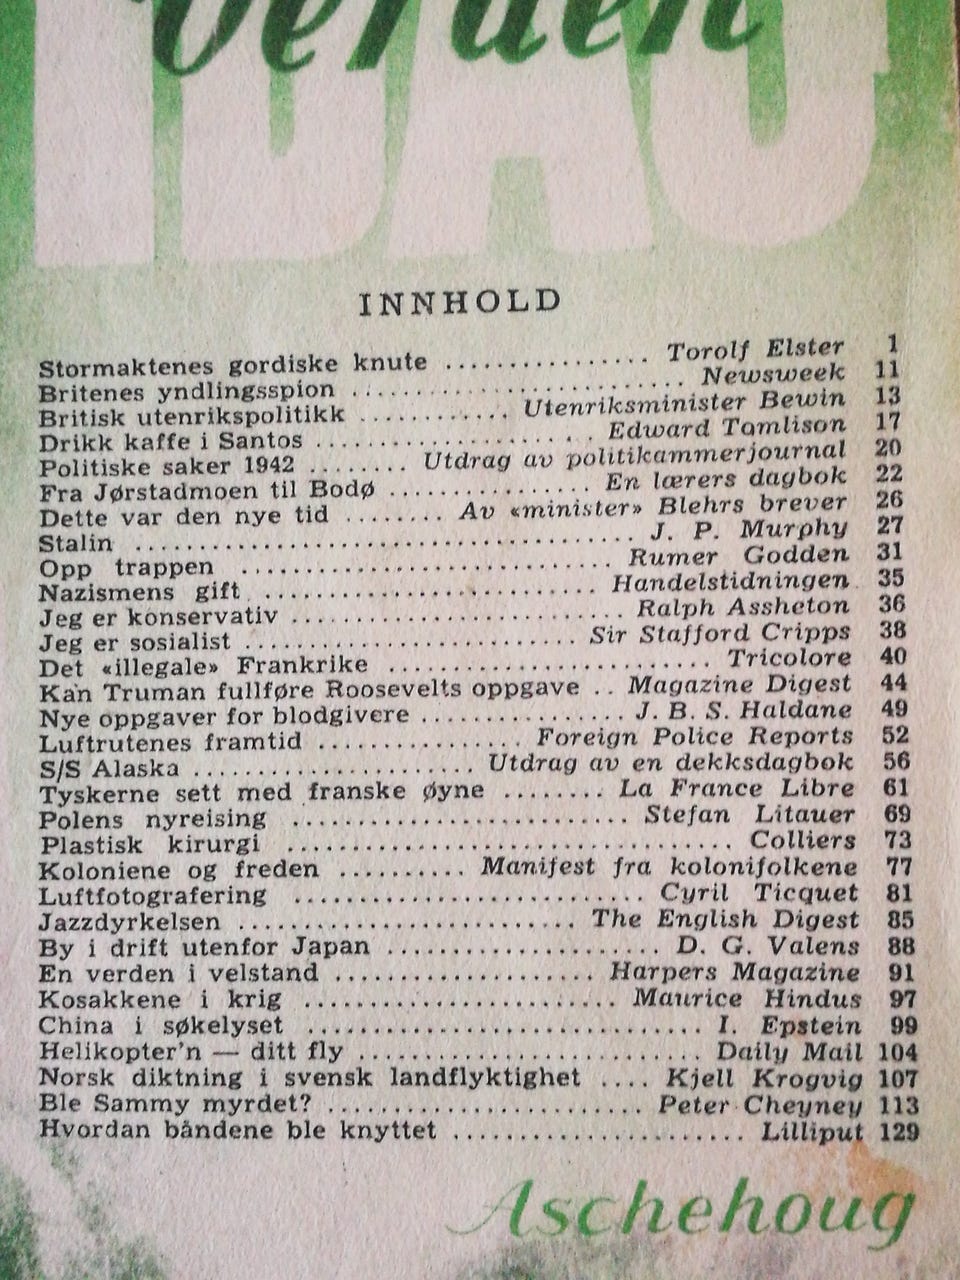 verden
IDAG
INNHOLD
Stormaktenes gordiske knute ................ Torolf Elster 1
Britenes yndlingsspion ........................ Newsweek 11
Britisk utenrikspolitikk ............ Utenriksminister Bewin 13
Drikk kaffe i Santos .................... Edward Tomlison 17
Politiske saker 1942 ........ Utdrag av politikammerjournal 20
Fra Jørstadmoen til Bodø ................ En lærers dagbok 22
Dette var den nye tid ........ Av «minister» Blehrs brever 26
Stalin .................................... J. P. Murphy 27
Opp trappen .............................. Rumer Godden 31
Nazismens gift ........................ Handelstidningen 35
Jeg er konservativ ........................ Ralph Assheton 36
Jeg er sosialist ........................ Sir Stafford Cripps 38
Det «illegale» Frankrike .......................... Tricolore 40
Kan Truman fullføre Roosevelts oppgave .. Magazine Digest 44
Nye oppgaver for blodgivere ................ J. B. S. Haldane 49
Luftrutenes framtid ................ Foreign Police Reports 52
S/S Alaska ...................... Utdrag av en dekksdagbok 56
Tyskerne sett med franske øyne ........ La France Libre 61
Polens nyreising .......................... Stefan Litauer 69
Plastisk kirurgi .................................. Colliers 73
Koloniene og freden .......... Manifest fra kolonifolkene 77
Luftfotografering ........................... Cyril Ticquet 81
Jazzdyrkelsen .......................... The English Digest 85
By i drift utenfor Japan ..................... D. G. Valens 88
En verden i velstand .................... Harpers Magazine 91
Kosakkene i krig ........................ Maurice Hindus 97
China i søkelyset .............................. I. Epstein 99
Helikopter'n — ditt fly .......................... Daily Mail 104
Norsk diktning i svensk landflyktighet .... Kjell Krogvig 107
Ble Sammy myrdet? ........................ Peter Cheyney 113
Hvordan båndene ble knyttet ...................... Lilliput 129
Aschehoug